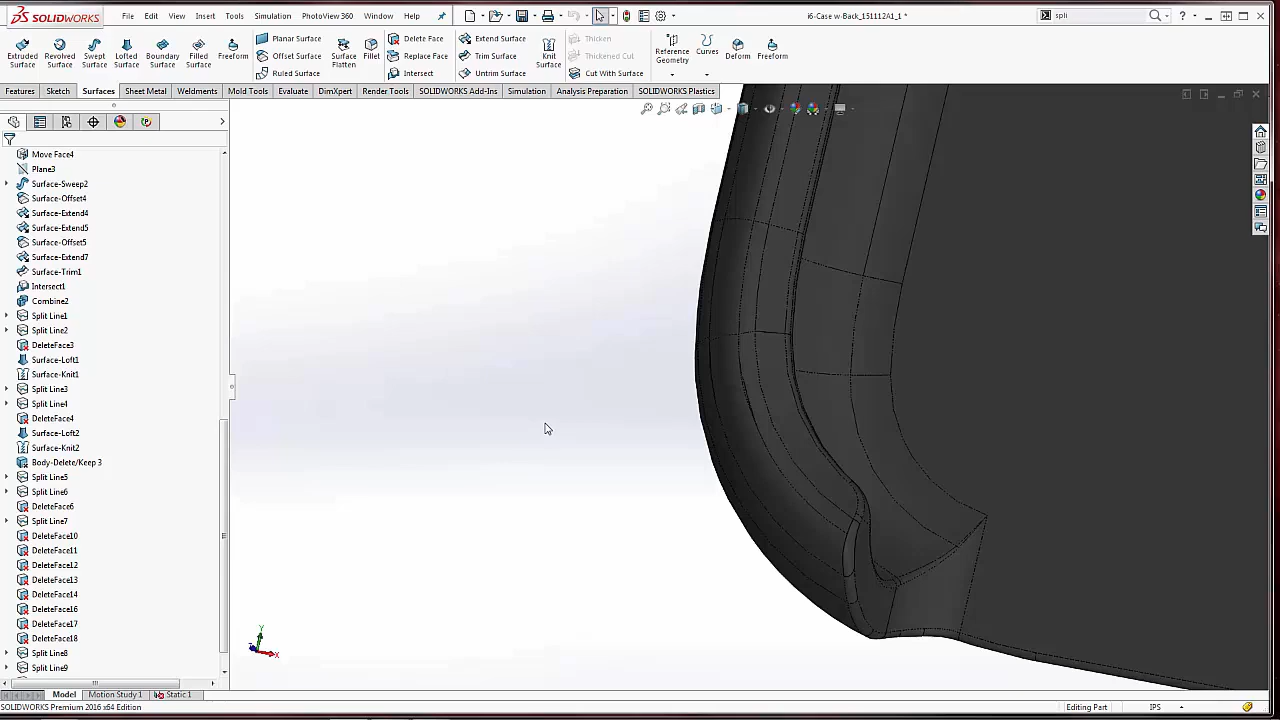 SOLIDWORKS File Edit View Insert Tools Simulation PhotoView 360 Window Help i6-Case w-Back_151112A1_1 * spli
Extruded Surface Revolved Surface Swept Surface Lofted Surface Boundary Surface Filled Surface Freeform
Planar Surface
Offset Surface
Ruled Surface
Surface Flatten Fillet
Delete Face
Replace Face
Intersect
Extend Surface
Trim Surface
Untrim Surface
Knit Surface
Thicken
Thickened Cut
Cut With Surface
Reference Geometry Curves Deform Freeform
Features Sketch Surfaces Sheet Metal Weldments Mold Tools Evaluate DimXpert Render Tools SOLIDWORKS Add-Ins Simulation Analysis Preparation SOLIDWORKS Plastics
Move Face4
Plane3
Surface-Sweep2
Surface-Offset4
Surface-Extend4
Surface-Extend5
Surface-Offset5
Surface-Extend7
Surface-Trim1
Intersect1
Combine2
Split Line1
Split Line2
DeleteFace3
Surface-Loft1
Surface-Knit1
Split Line3
Split Line4
DeleteFace4
Surface-Loft2
Surface-Knit2
Body-Delete/Keep 3
Split Line5
Split Line6
DeleteFace6
Split Line7
DeleteFace10
DeleteFace11
DeleteFace12
DeleteFace13
DeleteFace14
DeleteFace16
DeleteFace17
DeleteFace18
Split Line8
Split Line9
Y
X
Model Motion Study 1 Static 1
SOLIDWORKS Premium 2016 x64 Edition Editing Part IPS